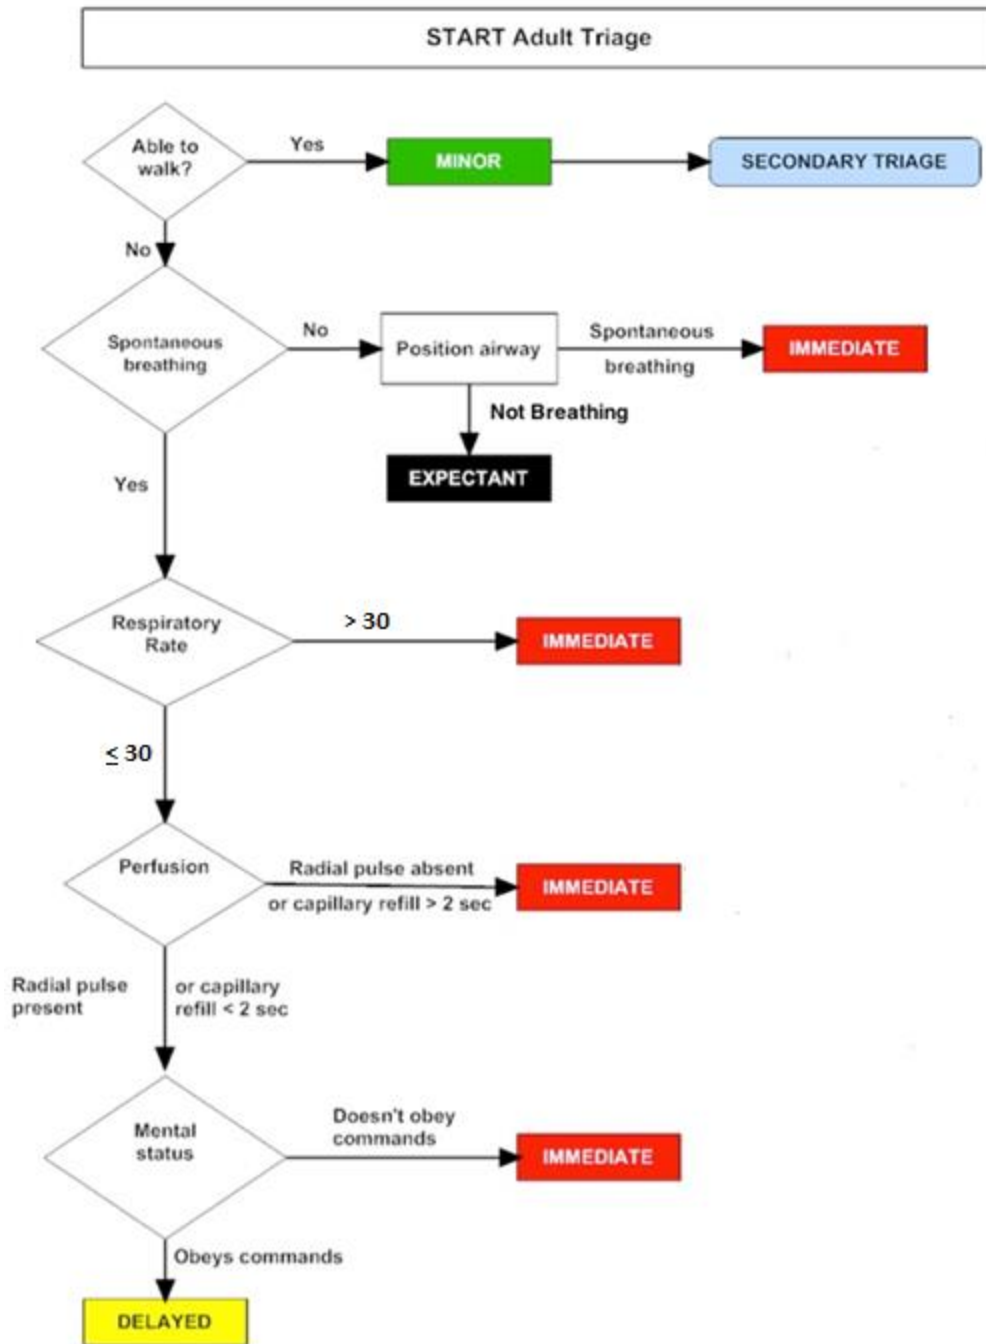 START Adult Triage
Able to
walk?
Yes
MINOR
SECONDARY TRIAGE
No
Spontaneous
breathing
No
Position airway
Spontaneous
breathing
IMMEDIATE
Not Breathing
EXPECTANT
Yes
Respiratory
Rate
> 30
IMMEDIATE
≤ 30
Perfusion
Radial pulse absent
or capillary refill > 2 sec
IMMEDIATE
Radial pulse
present
or capillary
refill < 2 sec
Mental
status
Doesn't obey
commands
IMMEDIATE
Obeys commands
DELAYED